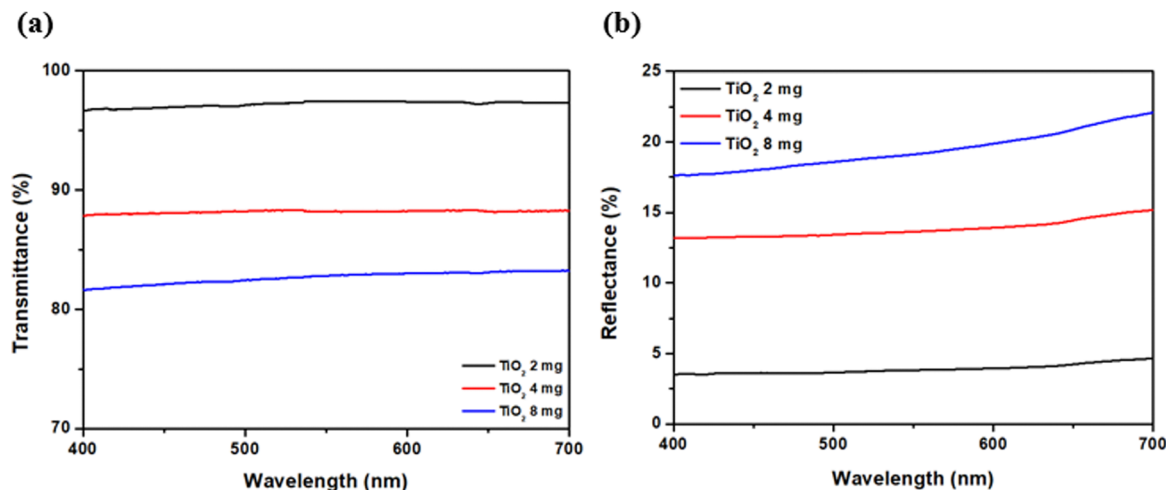 (a)
100
90
80
70
400
500
600
700
Transmittance (%)
Wavelength (nm)
TiO₂ 2 mg
TiO₂ 4 mg
TiO₂ 8 mg
(b)
25
20
15
10
5
0
400
500
600
700
Reflectance (%)
Wavelength (nm)
TiO₂ 2 mg
TiO₂ 4 mg
TiO₂ 8 mg